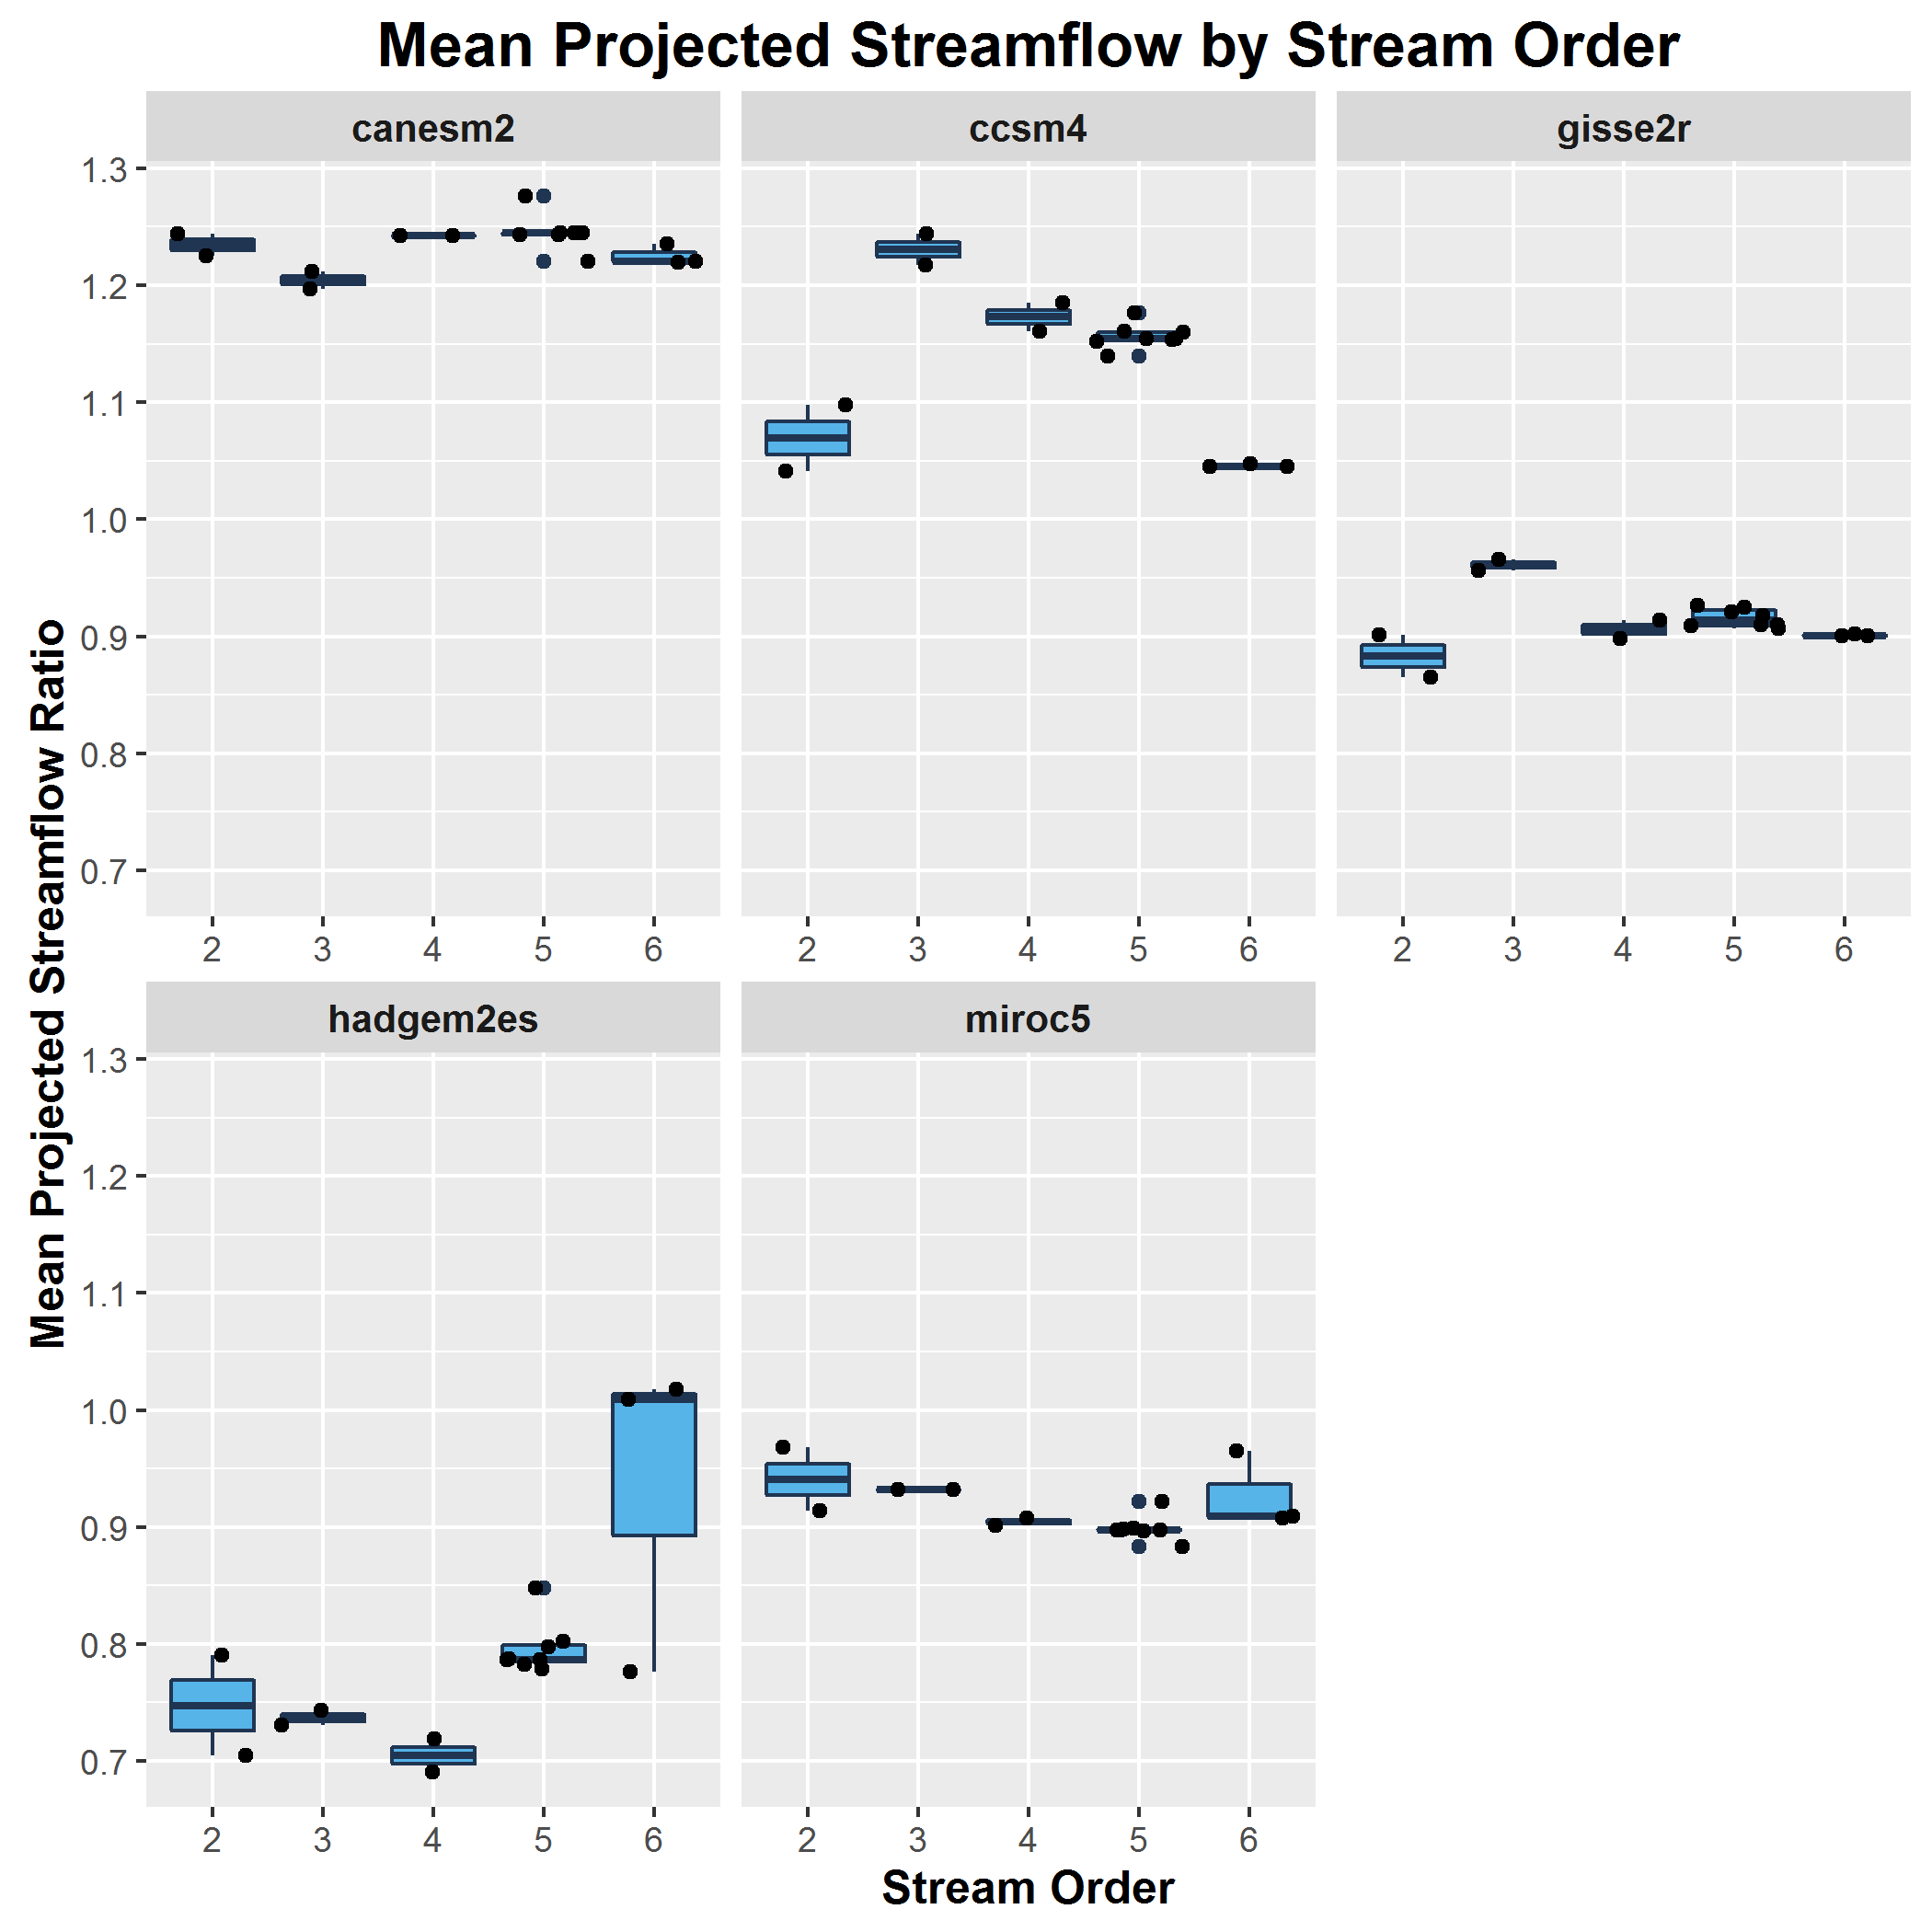 Mean Projected Streamflow by Stream Order
canesm2
ccsm4
gisse2r
1.3
1.2
1.1
1.0
0.9
0.8
0.7
2 3 4 5 6
2 3 4 5 6
2 3 4 5 6
Mean Projected Streamflow Ratio
hadgem2es
miroc5
1.3
1.2
1.1
1.0
0.9
0.8
0.7
2 3 4 5 6
2 3 4 5 6
Stream Order